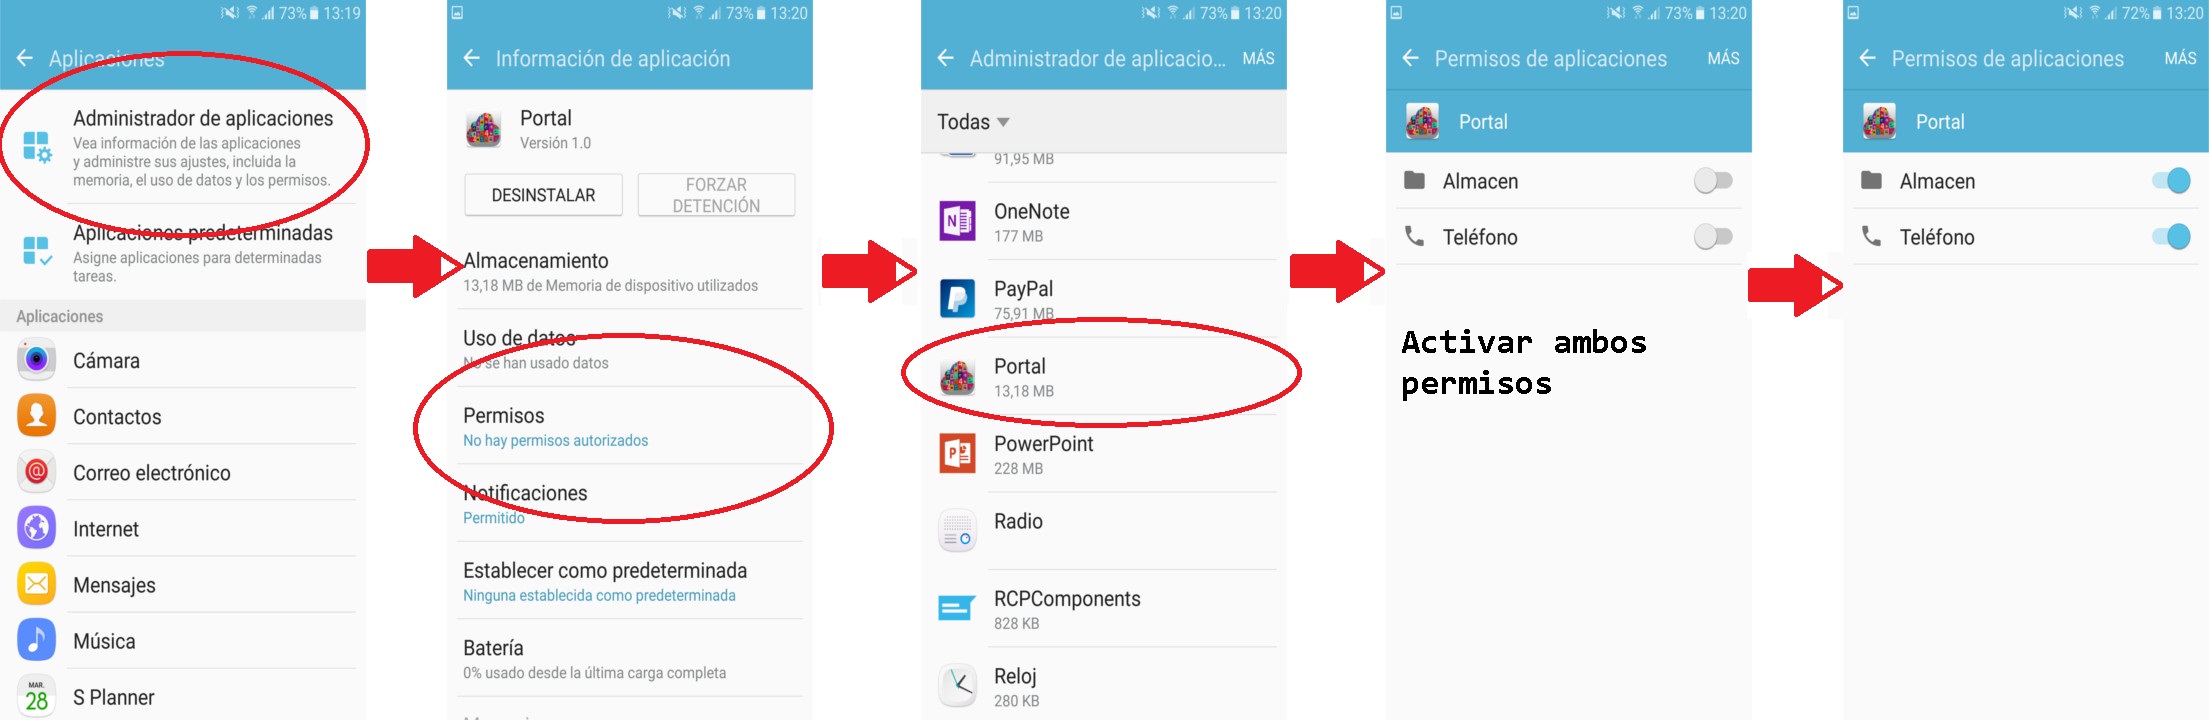 73% 13:19
Aplicaciones
Administrador de aplicaciones
Vea información de las aplicaciones
y administre sus ajustes, incluida la
memoria, el uso de datos y los permisos.
Aplicaciones predeterminadas
Asigne aplicaciones para determinadas
tareas.
Aplicaciones
Cámara
Contactos
Correo electrónico
Internet
Mensajes
Música
MAR.
28
S Planner
73% 13:20
Información de aplicación
Portal
Versión 1.0
DESINSTALAR
FORZAR
DETENCIÓN
Almacenamiento
13,18 MB de Memoria de dispositivo utilizados
Uso de datos
No se han usado datos
Permisos
No hay permisos autorizados
Notificaciones
Permitido
Establecer como predeterminada
Ninguna establecida como predeterminada
Batería
0% usado desde la última carga completa
73% 13:20
Administrador de aplicacio... MÁS
Todas
91,95 MB
OneNote
177 MB
PayPal
75,91 MB
Portal
13,18 MB
PowerPoint
228 MB
Radio
RCPComponents
828 KB
Reloj
280 KB
73% 13:20
Permisos de aplicaciones MÁS
Portal
Almacen
Teléfono
Activar ambos
permisos
72% 13:20
Permisos de aplicaciones MÁS
Portal
Almacen
Teléfono